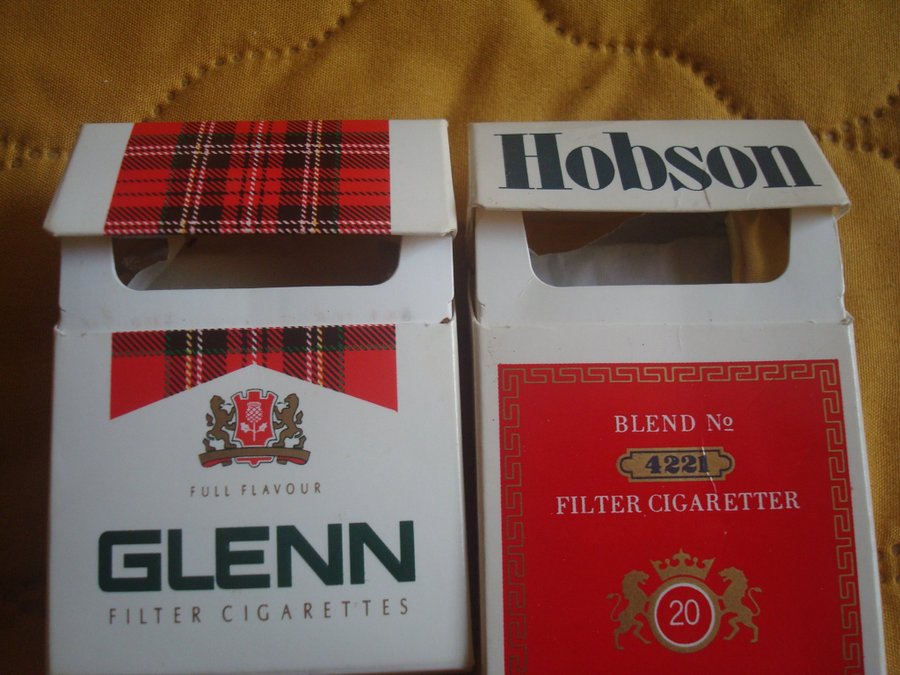 FULL FLAVOUR
GLENN
FILTER CIGARETTES
Hobson
BLEND No
4221
FILTER CIGARETTER
20